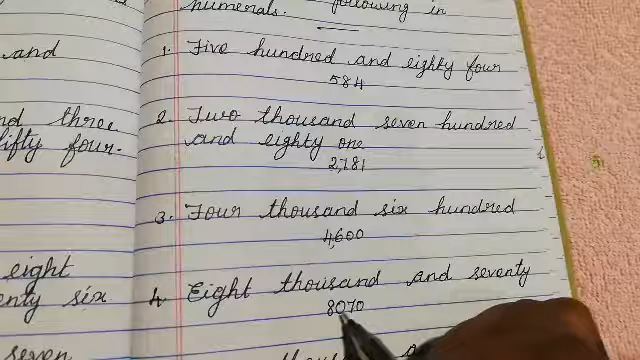 following in
numerals.
1. Five hundred and eighty four
584
2. Two thousand seven hundred
and eighty one
2,781
3. Four thousand six hundred
4,600
4. Eight thousand and seventy
8070
and
three
fifty four.
eight
six
seven